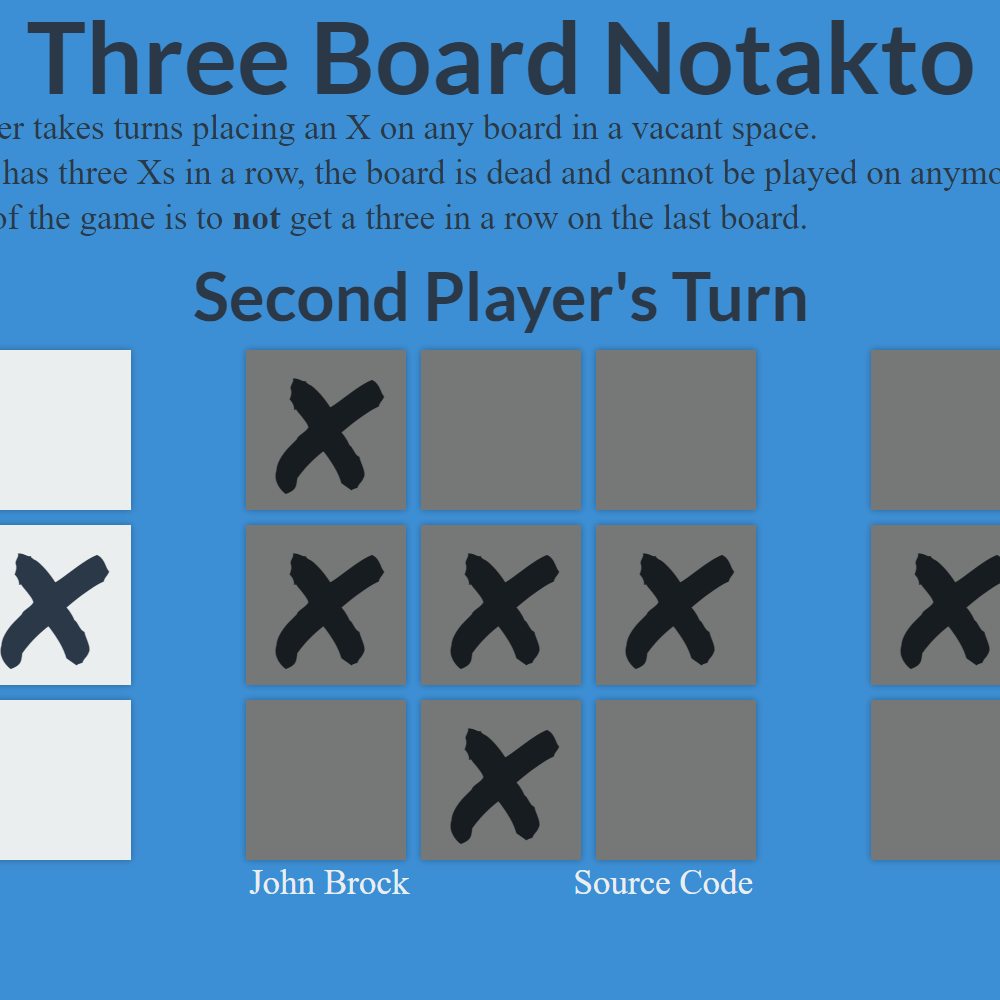 Three Board Notakto
er takes turns placing an X on any board in a vacant space.
has three Xs in a row, the board is dead and cannot be played on anymo
of the game is to not get a three in a row on the last board.
Second Player's Turn
John Brock Source Code